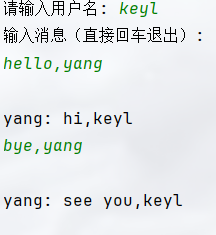 请输入用户名: keyl
输入消息（直接回车退出）:
hello,yang
yang: hi,keyl
bye,yang
yang: see you,keyl